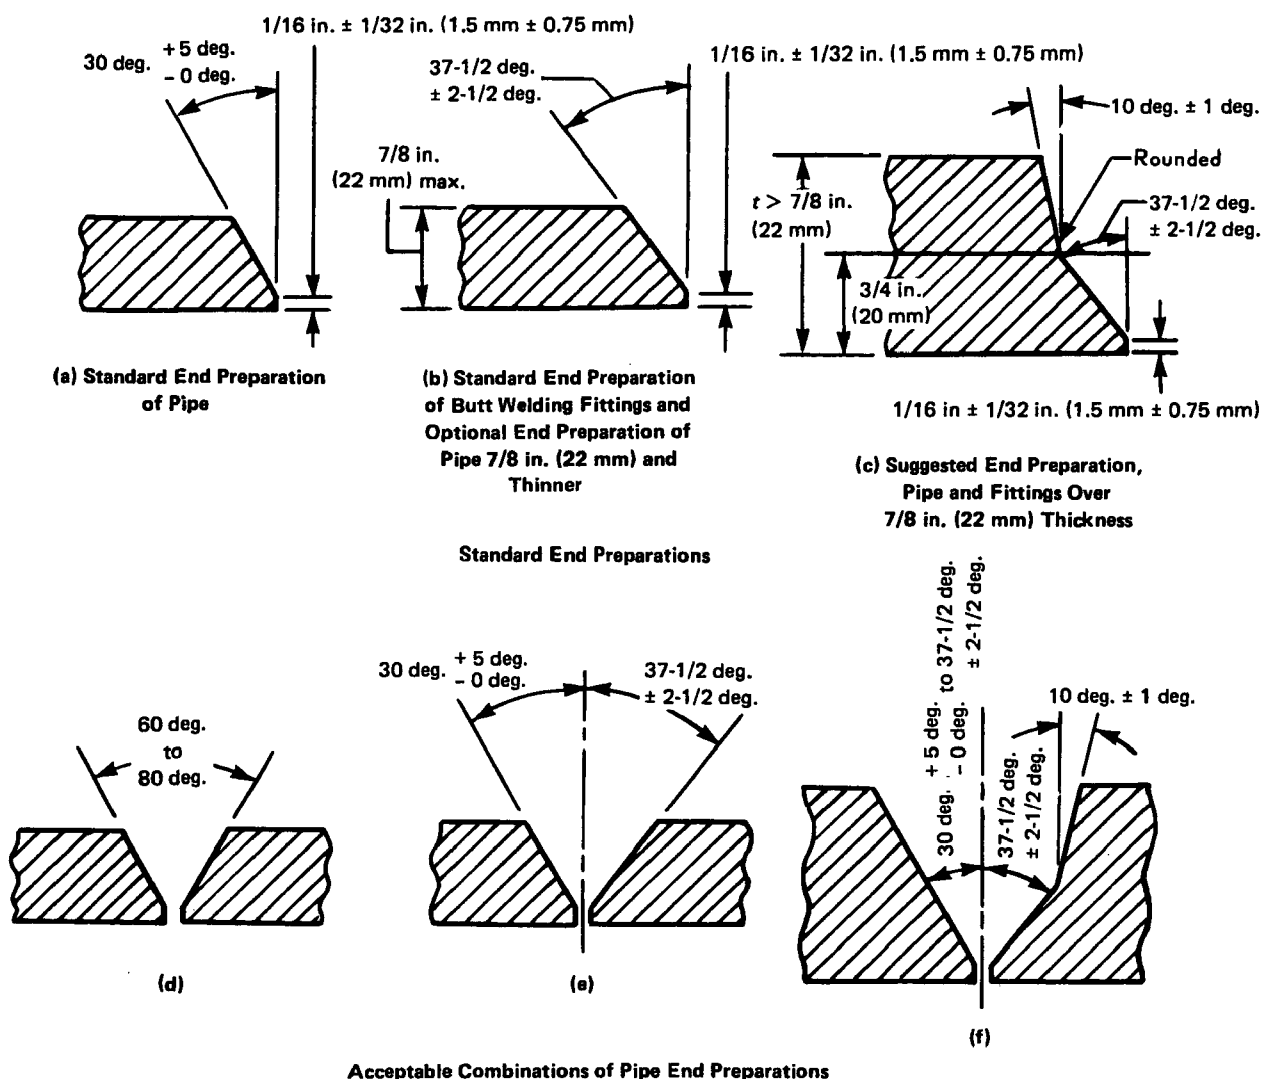 1/16 in. ± 1/32 in. (1.5 mm ± 0.75 mm)
30 deg. + 5 deg.
– 0 deg.
37-1/2 deg.
± 2-1/2 deg.
7/8 in.
(22 mm) max.
1/16 in. ± 1/32 in. (1.5 mm ± 0.75 mm)
10 deg. ± 1 deg.
Rounded
t > 7/8 in.
(22 mm)
37-1/2 deg.
± 2-1/2 deg.
3/4 in.
(20 mm)
1/16 in ± 1/32 in. (1.5 mm ± 0.75 mm)
(a) Standard End Preparation
of Pipe
(b) Standard End Preparation
of Butt Welding Fittings and
Optional End Preparation of
Pipe 7/8 in. (22 mm) and
Thinner
(c) Suggested End Preparation,
Pipe and Fittings Over
7/8 in. (22 mm) Thickness
Standard End Preparations
60 deg.
to
80 deg.
(d)
30 deg. + 5 deg.
– 0 deg.
37-1/2 deg.
± 2-1/2 deg.
(e)
30 deg. + 5 deg. to 37-1/2 deg.
– 0 deg. ± 2-1/2 deg.
37-1/2 deg.
± 2-1/2 deg.
10 deg. ± 1 deg.
(f)
Acceptable Combinations of Pipe End Preparations